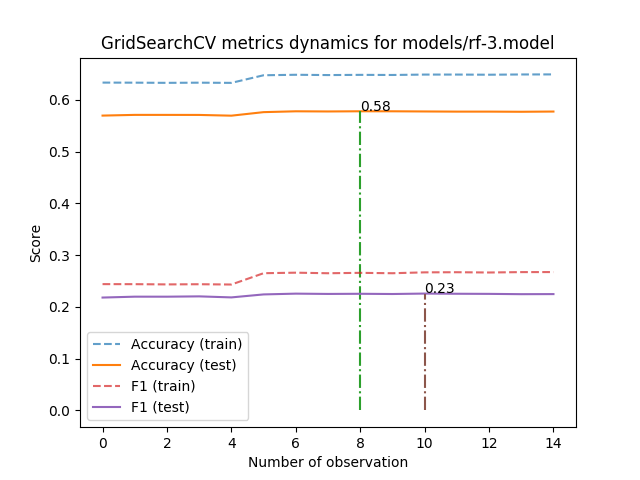 GridSearchCV metrics dynamics for models/rf-3.model
Score
0.6
0.5
0.4
0.3
0.2
0.1
0.0
0.58
0.23
Accuracy (train)
Accuracy (test)
F1 (train)
F1 (test)
0 2 4 6 8 10 12 14
Number of observation